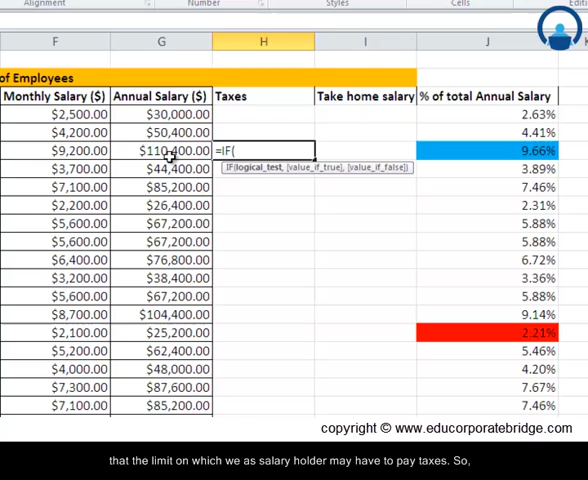 Alignment Number Styles Cells
F G H I J
of Employees
Monthly Salary ($) Annual Salary ($) Taxes Take home salary % of total Annual Salary
$2,500.00 $30,000.00 2.63%
$4,200.00 $50,400.00 4.41%
$9,200.00 $110,400.00 =IF( 9.66%
IF(logical_test, [value_if_true], [value_if_false])
$3,700.00 $44,400.00 3.89%
$7,100.00 $85,200.00 7.46%
$2,200.00 $26,400.00 2.31%
$5,600.00 $67,200.00 5.88%
$5,600.00 $67,200.00 5.88%
$6,400.00 $76,800.00 6.72%
$3,200.00 $38,400.00 3.36%
$5,600.00 $67,200.00 5.88%
$8,700.00 $104,400.00 9.14%
$2,100.00 $25,200.00 2.21%
$5,200.00 $62,400.00 5.46%
$4,000.00 $48,000.00 4.20%
$7,300.00 $87,600.00 7.67%
$7,100.00 $85,200.00 7.46%
copyright © www.educorporatebridge.com
that the limit on which we as salary holder may have to pay taxes. So,